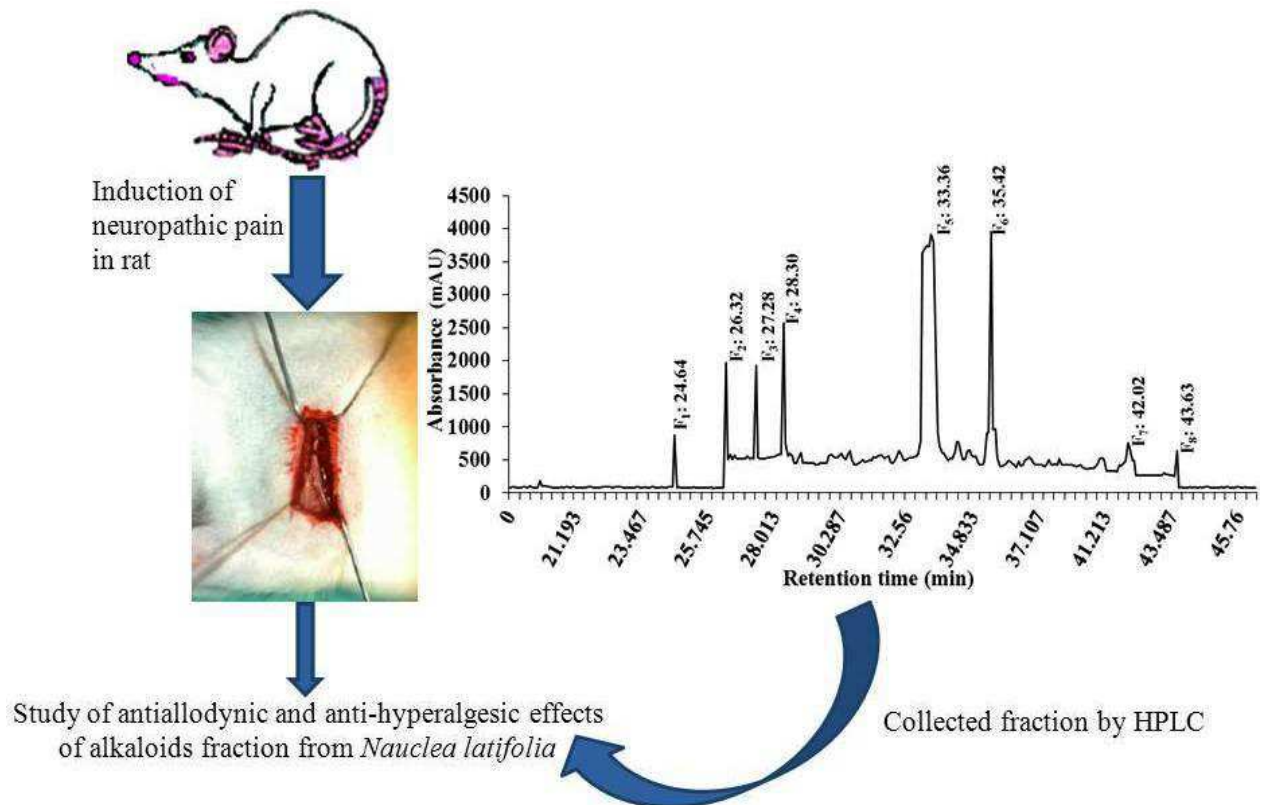 Induction of
neuropathic pain
in rat
Absorbance (mAU)
4500
4000
3500
3000
2500
2000
1500
1000
500
0
F₁: 24.64
F₂: 26.32
F₃: 27.28
F₄: 28.30
F₅: 33.36
F₆: 35.42
F₇: 42.02
F₈: 43.63
0
21.193
23.467
25.745
28.013
30.287
32.56
34.833
37.107
41.213
43.487
45.76
Retention time (min)
Study of antiallodynic and anti-hyperalgesic effects
of alkaloids fraction from Nauclea latifolia
Collected fraction by HPLC